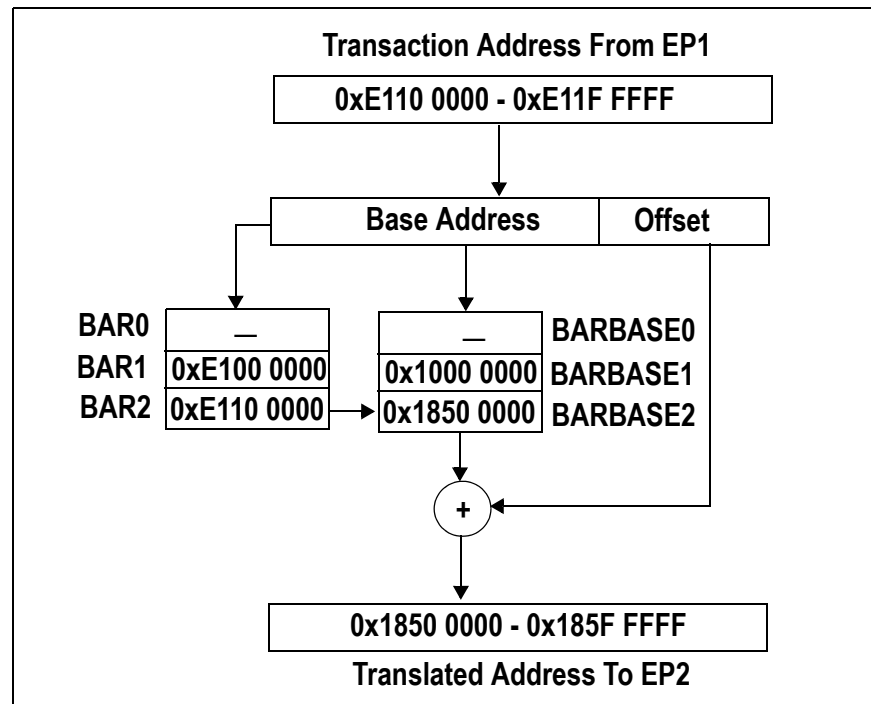 Transaction Address From EP1
0xE110 0000 - 0xE11F FFFF
Base Address Offset
BAR0 — — BARBASE0
BAR1 0xE100 0000 0x1000 0000 BARBASE1
BAR2 0xE110 0000 0x1850 0000 BARBASE2
+
0x1850 0000 - 0x185F FFFF
Translated Address To EP2